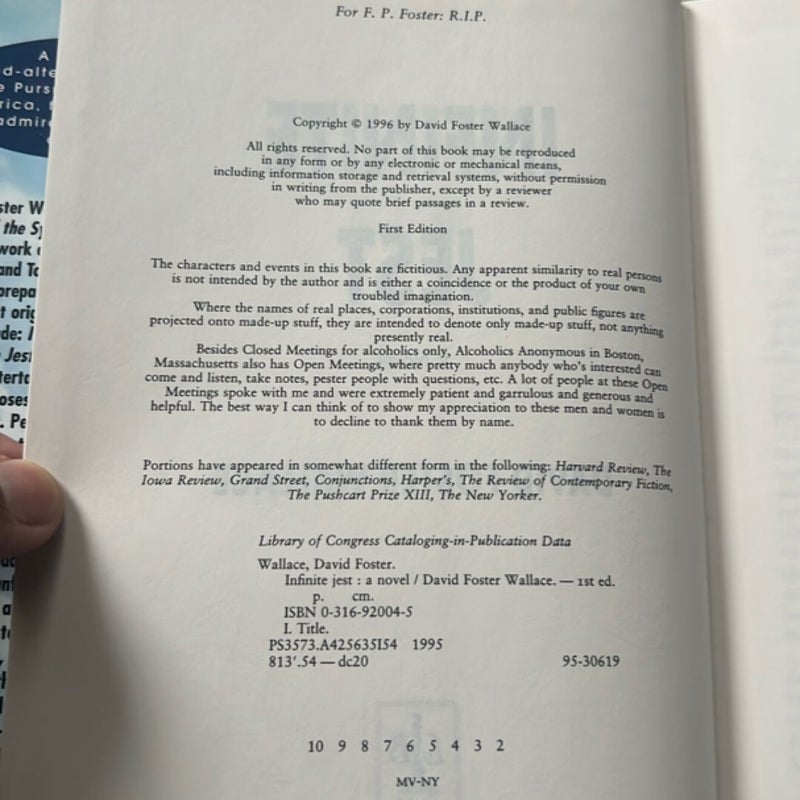 For F. P. Foster: R.I.P.
Copyright © 1996 by David Foster Wallace
All rights reserved. No part of this book may be reproduced
in any form or by any electronic or mechanical means,
including information storage and retrieval systems, without permission
in writing from the publisher, except by a reviewer
who may quote brief passages in a review.
First Edition
The characters and events in this book are fictitious. Any apparent similarity to real persons
is not intended by the author and is either a coincidence or the product of your own
troubled imagination.
Where the names of real places, corporations, institutions, and public figures are
projected onto made-up stuff, they are intended to denote only made-up stuff, not anything
presently real.
Besides Closed Meetings for alcoholics only, Alcoholics Anonymous in Boston,
Massachusetts also has Open Meetings, where pretty much anybody who's interested can
come and listen, take notes, pester people with questions, etc. A lot of people at these Open
Meetings spoke with me and were extremely patient and garrulous and generous and
helpful. The best way I can think of to show my appreciation to these men and women is
to decline to thank them by name.
Portions have appeared in somewhat different form in the following: Harvard Review, The
Iowa Review, Grand Street, Conjunctions, Harper's, The Review of Contemporary Fiction,
The Pushcart Prize XIII, The New Yorker.
Library of Congress Cataloging-in-Publication Data
Wallace, David Foster.
Infinite jest : a novel / David Foster Wallace. — 1st ed.
p. cm.
ISBN 0-316-92004-5
I. Title.
PS3573.A425635I54 1995
813'.54 — dc20 95-30619
10 9 8 7 6 5 4 3 2
MV-NY